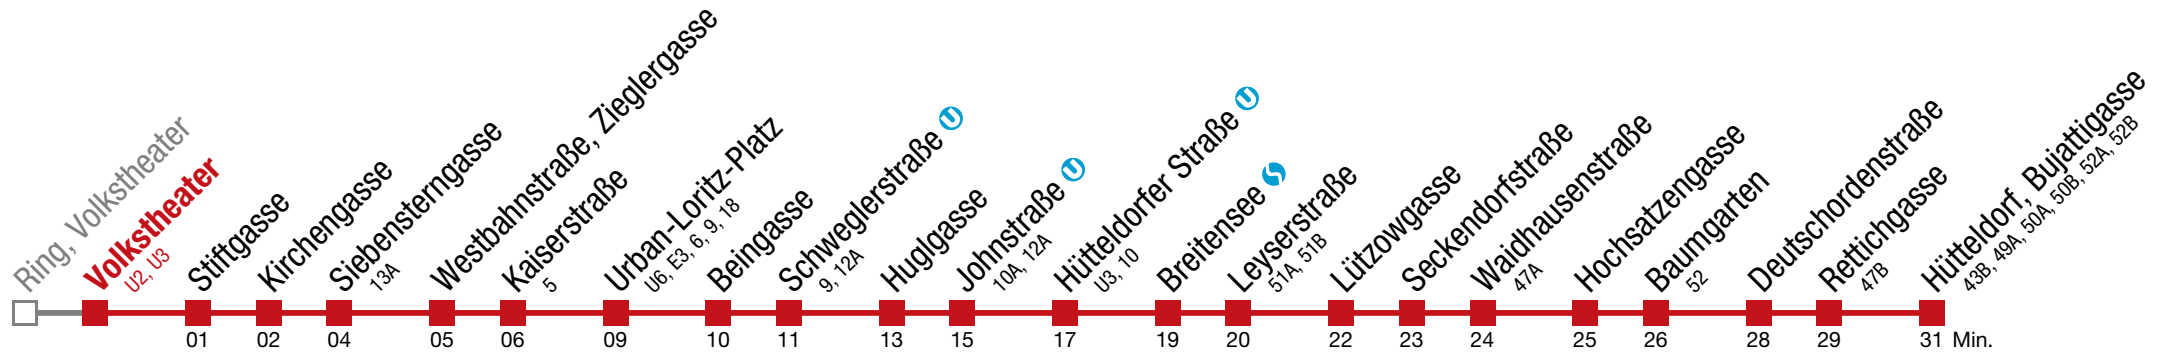 Ring, Volkstheater
Volkstheater
U2, U3
Stiftgasse
Kirchengasse
Siebensterngasse
13A
Westbahnstraße, Zieglergasse
Kaiserstraße
5
Urban-Loritz-Platz
U6, E3, 6, 9, 18
Beingasse
Schweglerstraße U
9, 12A
Huglgasse
Johnstraße U
10A, 12A
Hütteldorfer Straße U
U3, 10
Breitensee S
Leyserstraße
51A, 51B
Lützowgasse
Seckendorfstraße
Waidhausenstraße
47A
Hochsatzengasse
Baumgarten
52
Deutschordenstraße
Rettichgasse
47B
Hütteldorf, Bujattigasse
43B, 49A, 50A, 50B, 52A, 52B
01 02 04 05 06 09 10 11 13 15 17 19 20 22 23 24 25 26 28 29 31 Min.